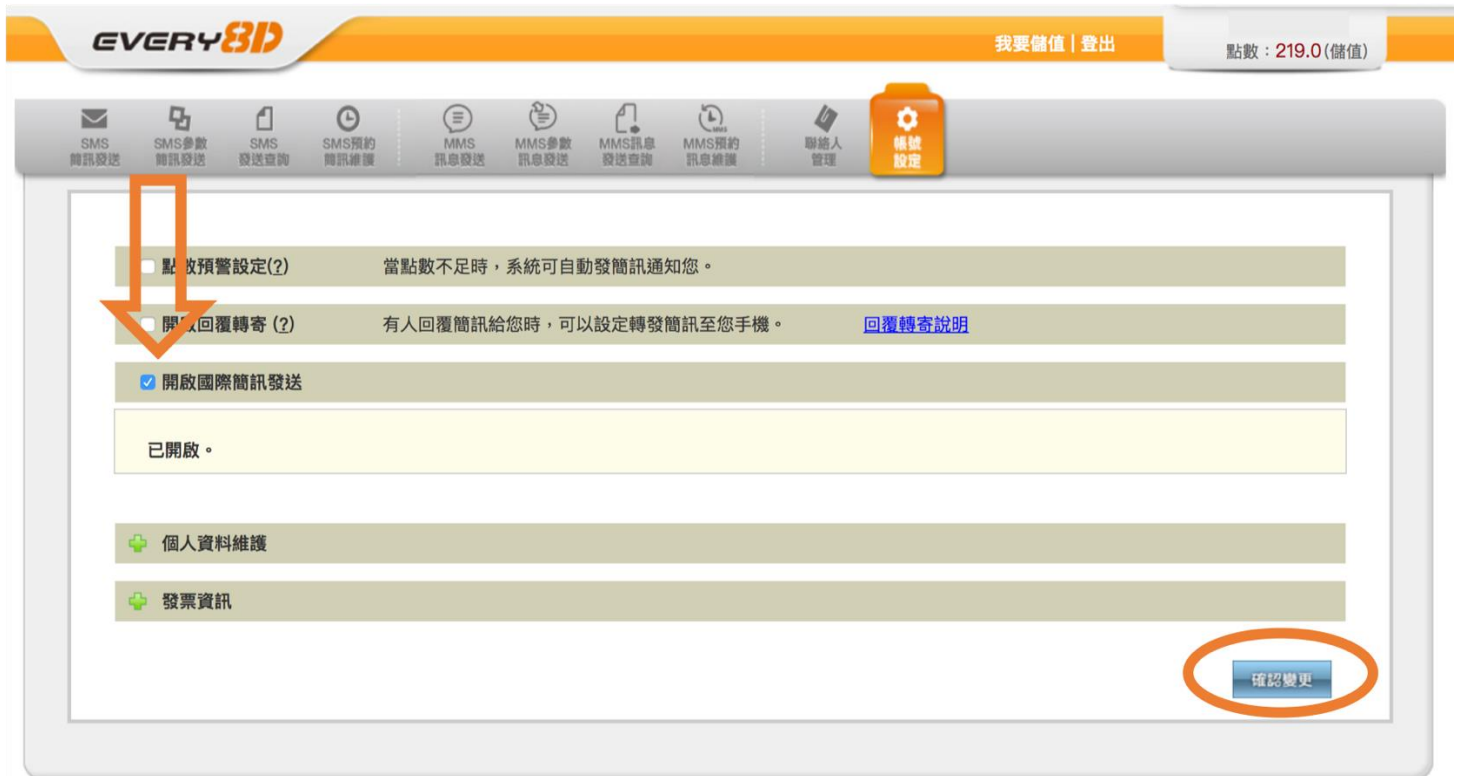 EVERY8D
我要儲值 | 登出
點數：219.0(儲值)
SMS
簡訊發送
SMS參數
簡訊發送
SMS
發送查詢
SMS預約
簡訊維護
MMS
訊息發送
MMS參數
訊息發送
MMS訊息
發送查詢
MMS預約
訊息維護
聯絡人
管理
帳號
設定
點數預警設定(?) 當點數不足時，系統可自動發簡訊通知您。
開啟回覆轉寄 (?) 有人回覆簡訊給您時，可以設定轉發簡訊至您手機。 回覆轉寄說明
開啟國際簡訊發送
已開啟。
個人資料維護
發票資訊
確認變更